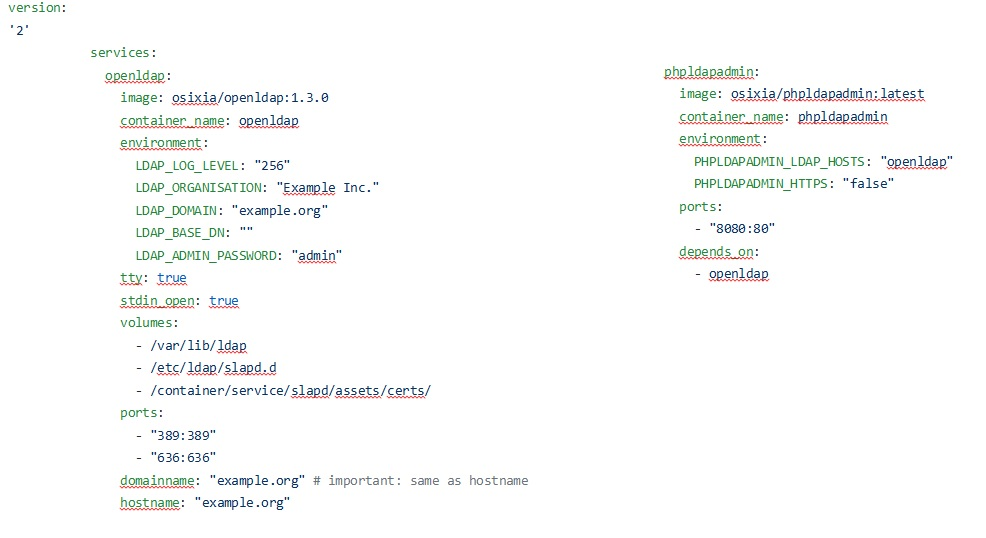 version:
'2'
services:
openldap:
image: osixia/openldap:1.3.0
container_name: openldap
environment:
LDAP_LOG_LEVEL: "256"
LDAP_ORGANISATION: "Example Inc."
LDAP_DOMAIN: "example.org"
LDAP_BASE_DN: ""
LDAP_ADMIN_PASSWORD: "admin"
tty: true
stdin_open: true
volumes:
- /var/lib/ldap
- /etc/ldap/slapd.d
- /container/service/slapd/assets/certs/
ports:
- "389:389"
- "636:636"
domainname: "example.org" # important: same as hostname
hostname: "example.org"
phpldapadmin:
image: osixia/phpldapadmin:latest
container_name: phpldapadmin
environment:
PHPLDAPADMIN_LDAP_HOSTS: "openldap"
PHPLDAPADMIN_HTTPS: "false"
ports:
- "8080:80"
depends_on:
- openldap